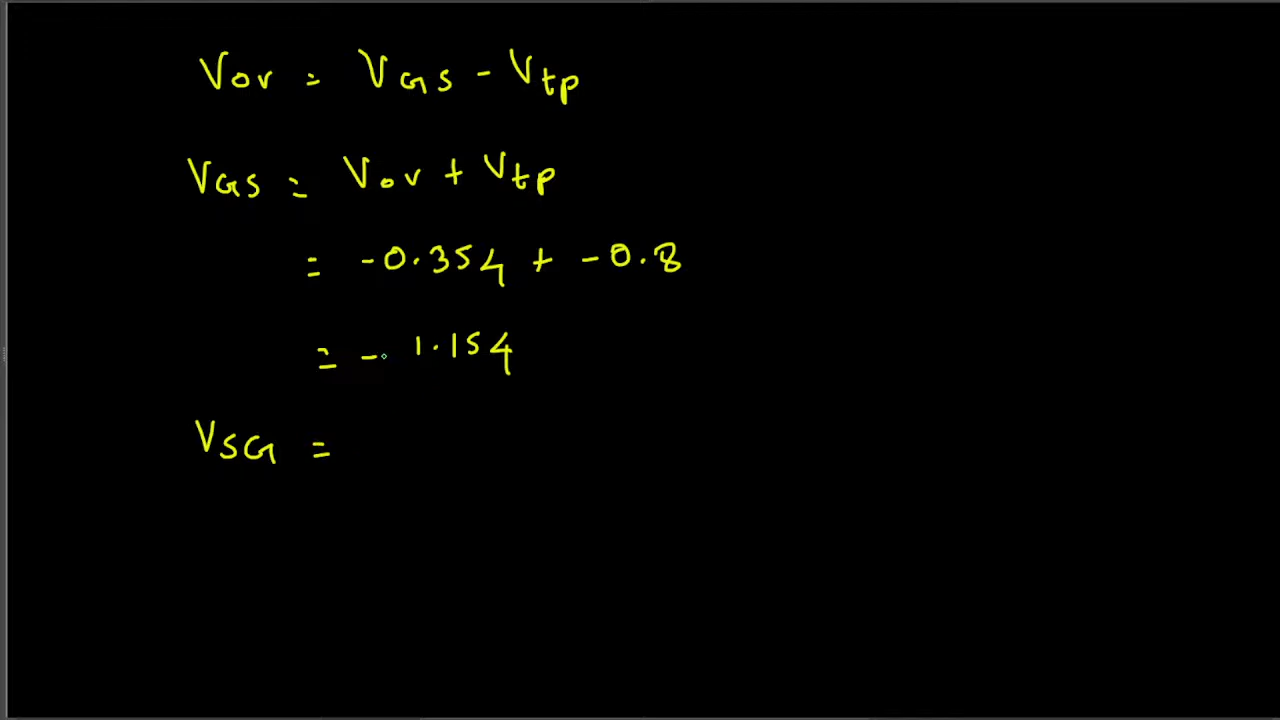 Vov = VGS - Vtp
VGS = Vov + Vtp
= -0.354 + -0.8
= - 1.154
VSG =